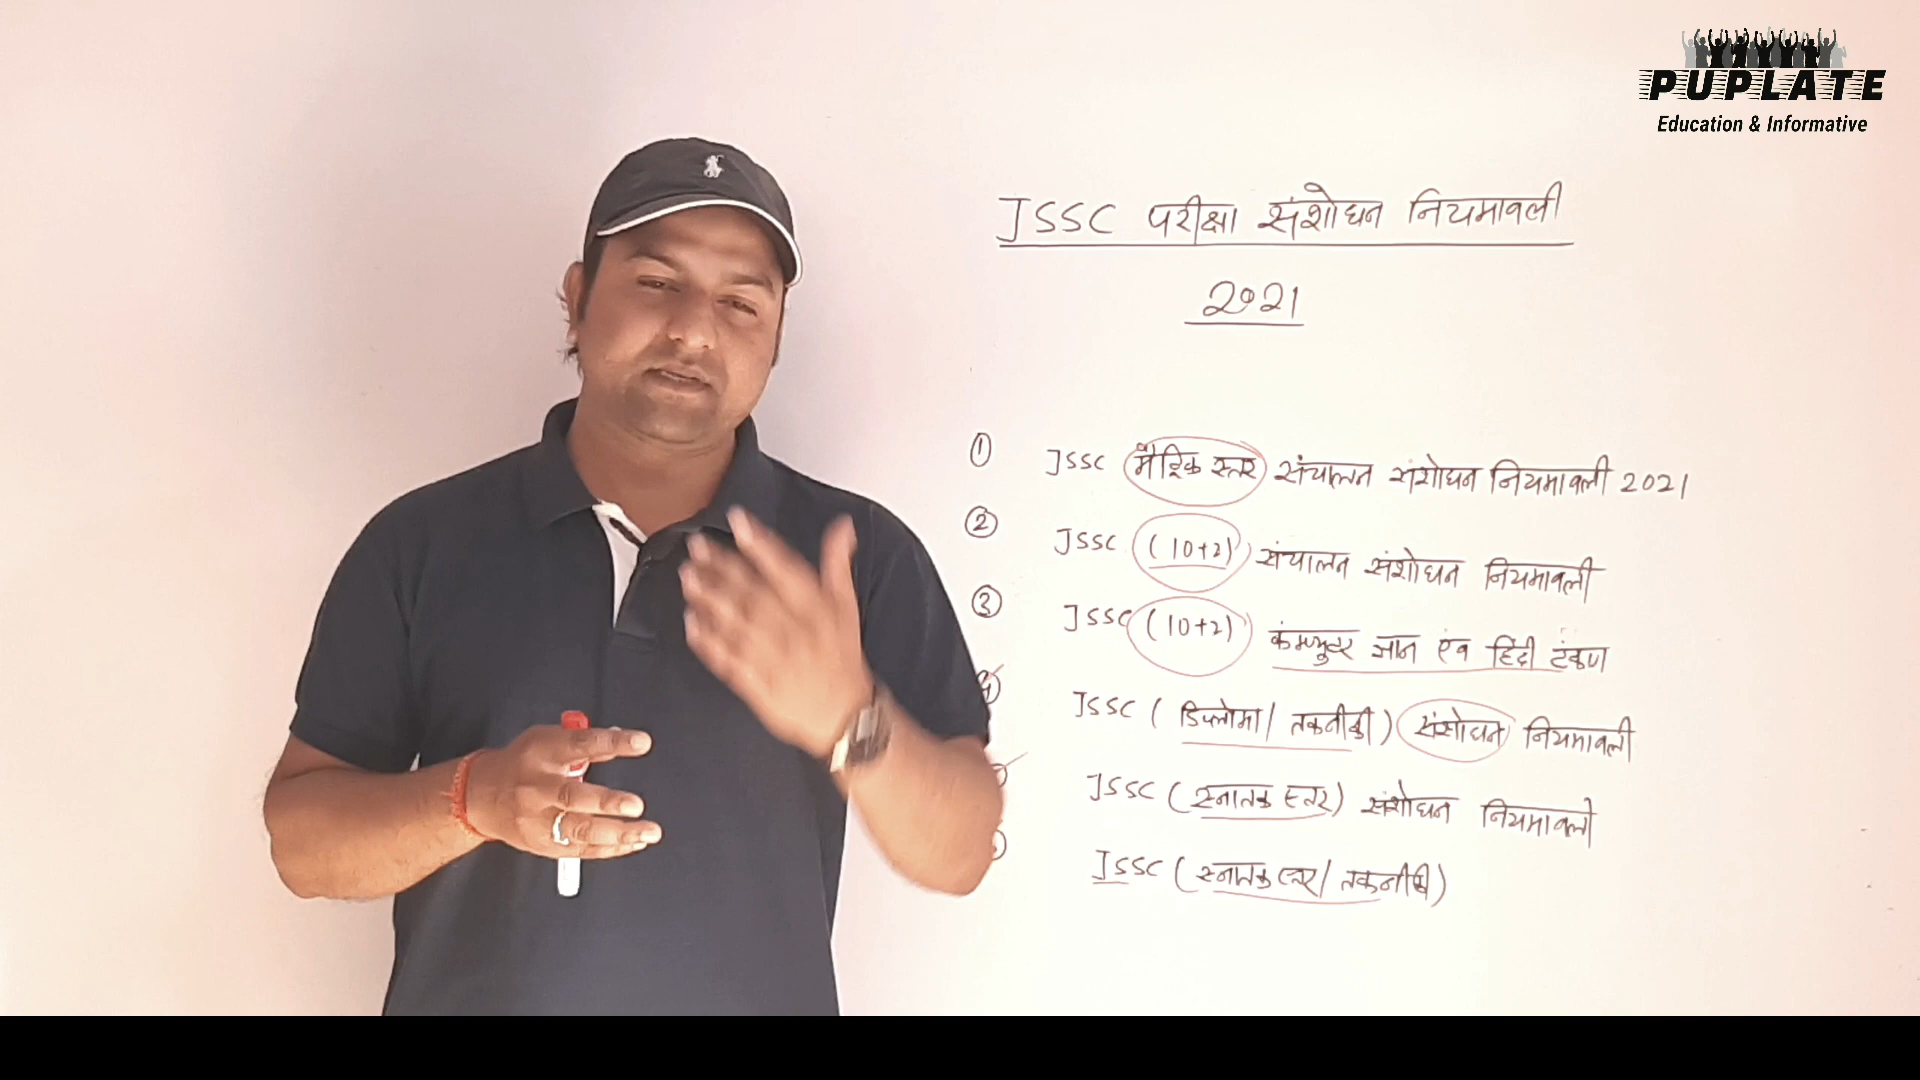 PUPLATE
Education & Informative
JSSC परीक्षा संशोधन नियमावली
2021
① JSSC मैट्रिक स्तर संचालन संशोधन नियमावली 2021
② JSSC (10+2) संचालन संशोधन नियमावली
③ JSSC (10+2) कंम्प्युटर ज्ञान एंव हिंदी टंकण
④ JSSC (डिप्लोमा/तकनीकी) संसोधन नियमावली
JSSC (स्नातक स्तर) संशोधन नियमावली
JSSC (स्नातक स्तर/तकनीकी)